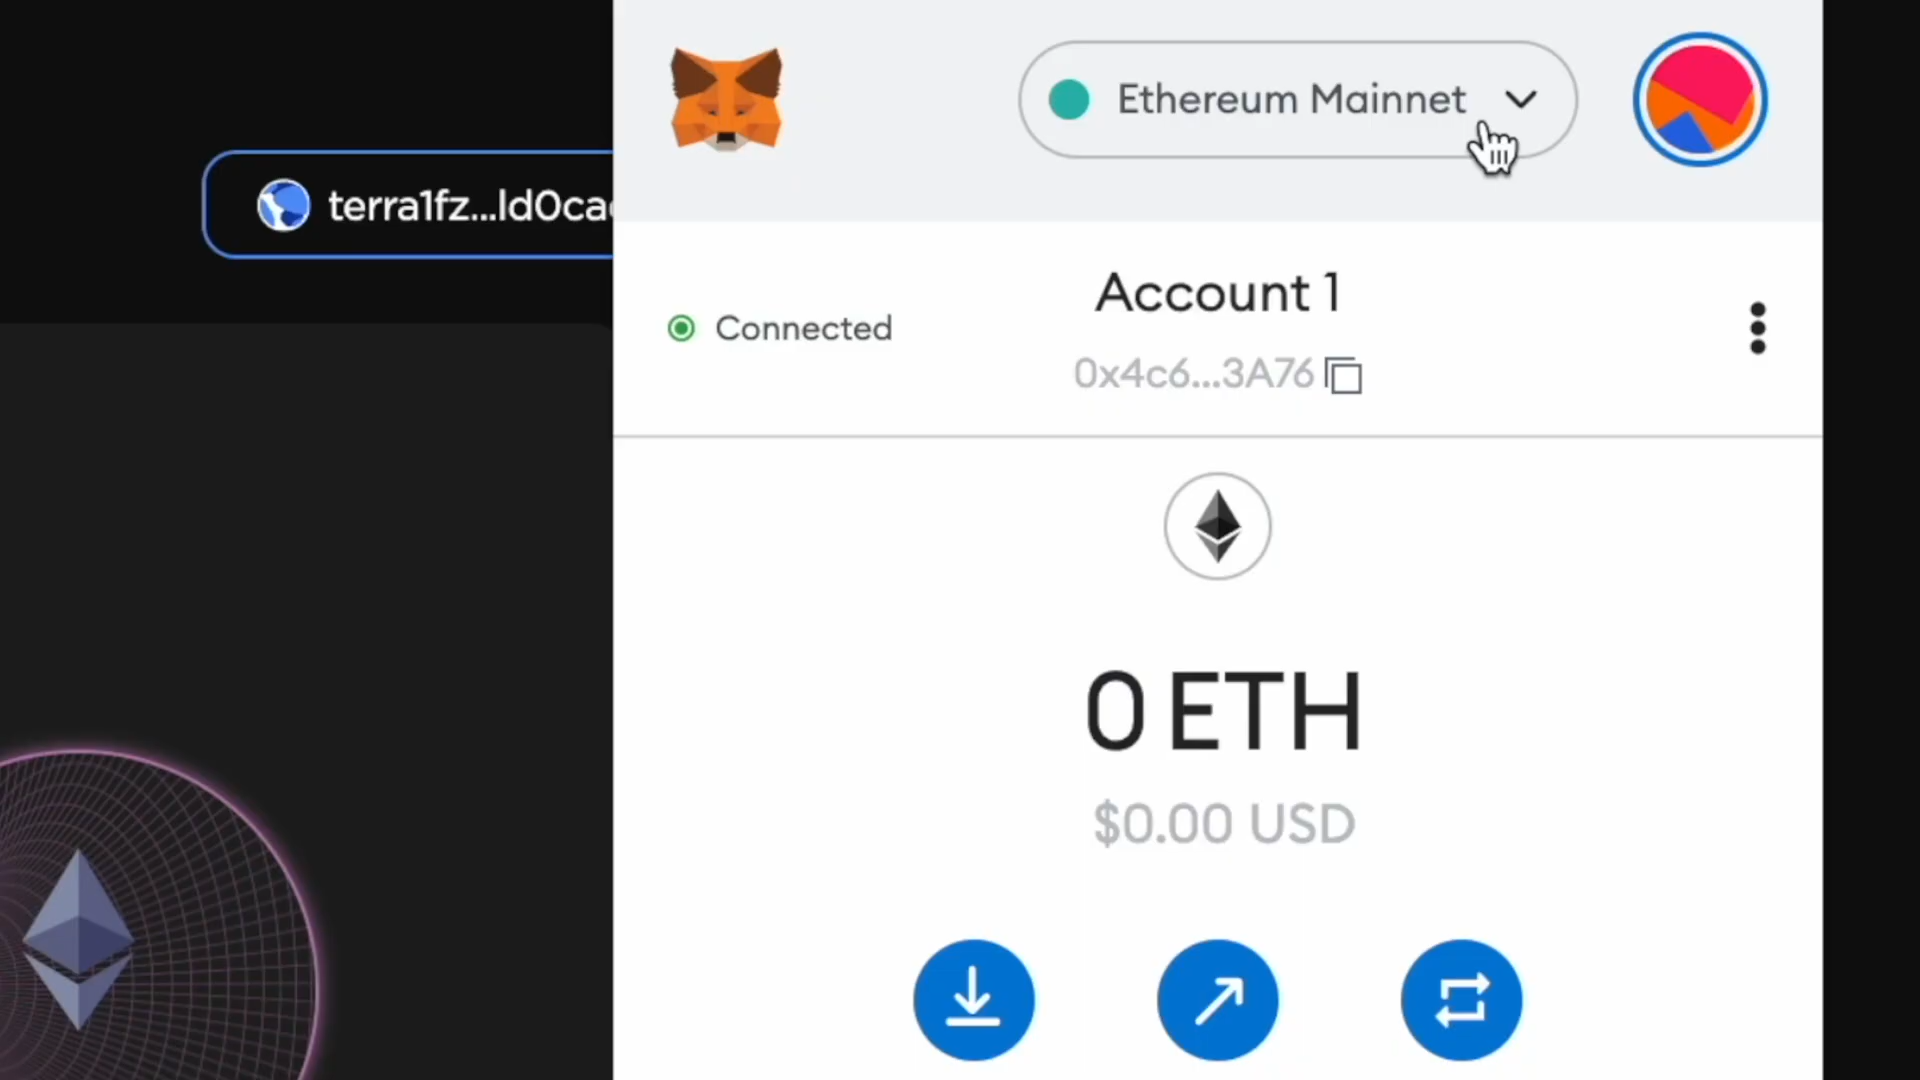 Ethereum Mainnet
terra1fz...ld0ca
Account 1
Connected
0x4c6...3A76
0 ETH
$0.00 USD